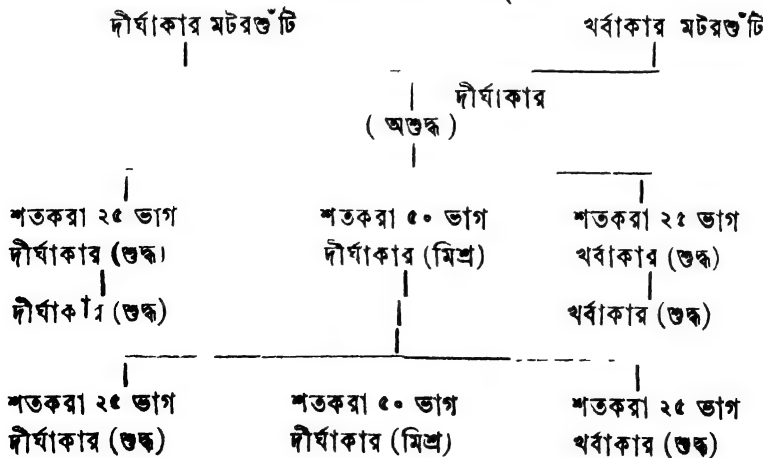 দীর্ঘাকার মটরশুঁটি খর্বাকার মটরশুঁটি
দীর্ঘাকার
( অশুদ্ধ )
শতকরা ২৫ ভাগ শতকরা ৫০ ভাগ শতকরা ২৫ ভাগ
দীর্ঘাকার (শুদ্ধ) দীর্ঘাকার (মিশ্র) খর্বাকার (শুদ্ধ)
দীর্ঘাকার (শুদ্ধ) খর্বাকার (শুদ্ধ)
শতকরা ২৫ ভাগ শতকরা ৫০ ভাগ শতকরা ২৫ ভাগ
দীর্ঘাকার (শুদ্ধ) দীর্ঘাকার (মিশ্র) খর্বাকার (শুদ্ধ)